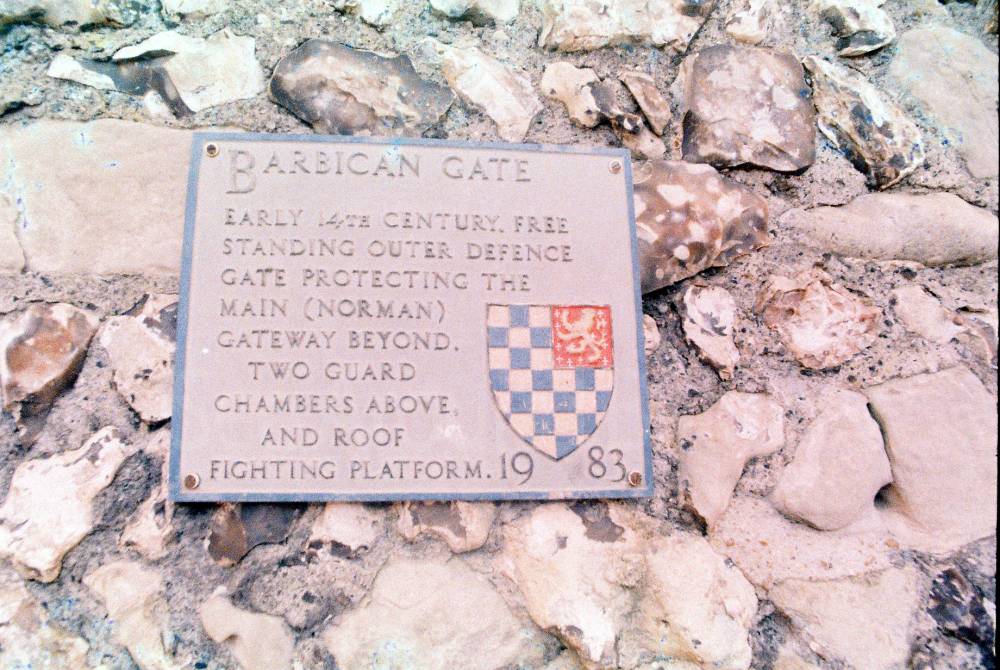 BARBICAN GATE
EARLY 14TH CENTURY. FREE
STANDING OUTER DEFENCE
GATE PROTECTING THE
MAIN (NORMAN)
GATEWAY BEYOND.
TWO GUARD
CHAMBERS ABOVE,
AND ROOF
FIGHTING PLATFORM. 1983